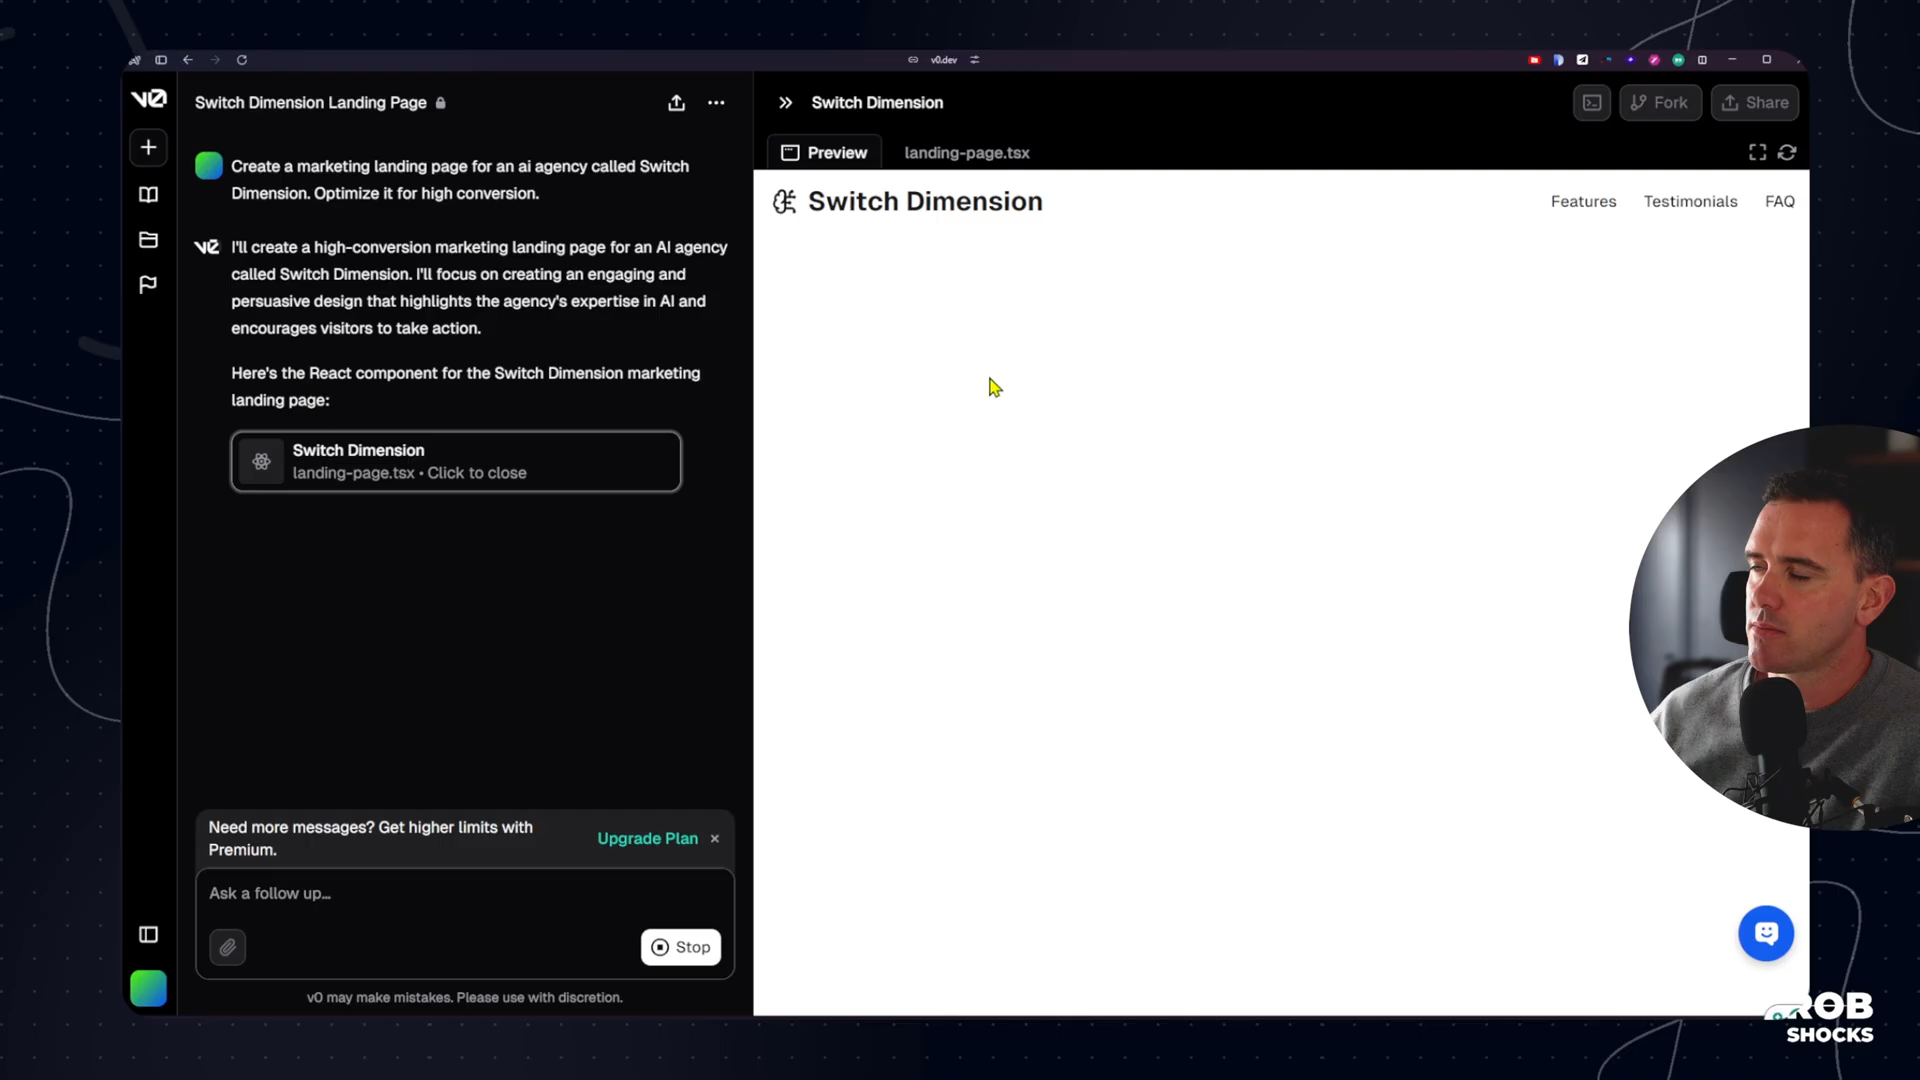 v0.dev
v0
Switch Dimension Landing Page
Switch Dimension
Fork
Share
Create a marketing landing page for an ai agency called Switch
Dimension. Optimize it for high conversion.
Preview
landing-page.tsx
Switch Dimension
Features
Testimonials
FAQ
v0
I'll create a high-conversion marketing landing page for an AI agency
called Switch Dimension. I'll focus on creating an engaging and
persuasive design that highlights the agency's expertise in AI and
encourages visitors to take action.
Here's the React component for the Switch Dimension marketing
landing page:
Switch Dimension
landing-page.tsx • Click to close
Need more messages? Get higher limits with
Premium.
Upgrade Plan
Ask a follow up...
Stop
v0 may make mistakes. Please use with discretion.
ROB
SHOCKS